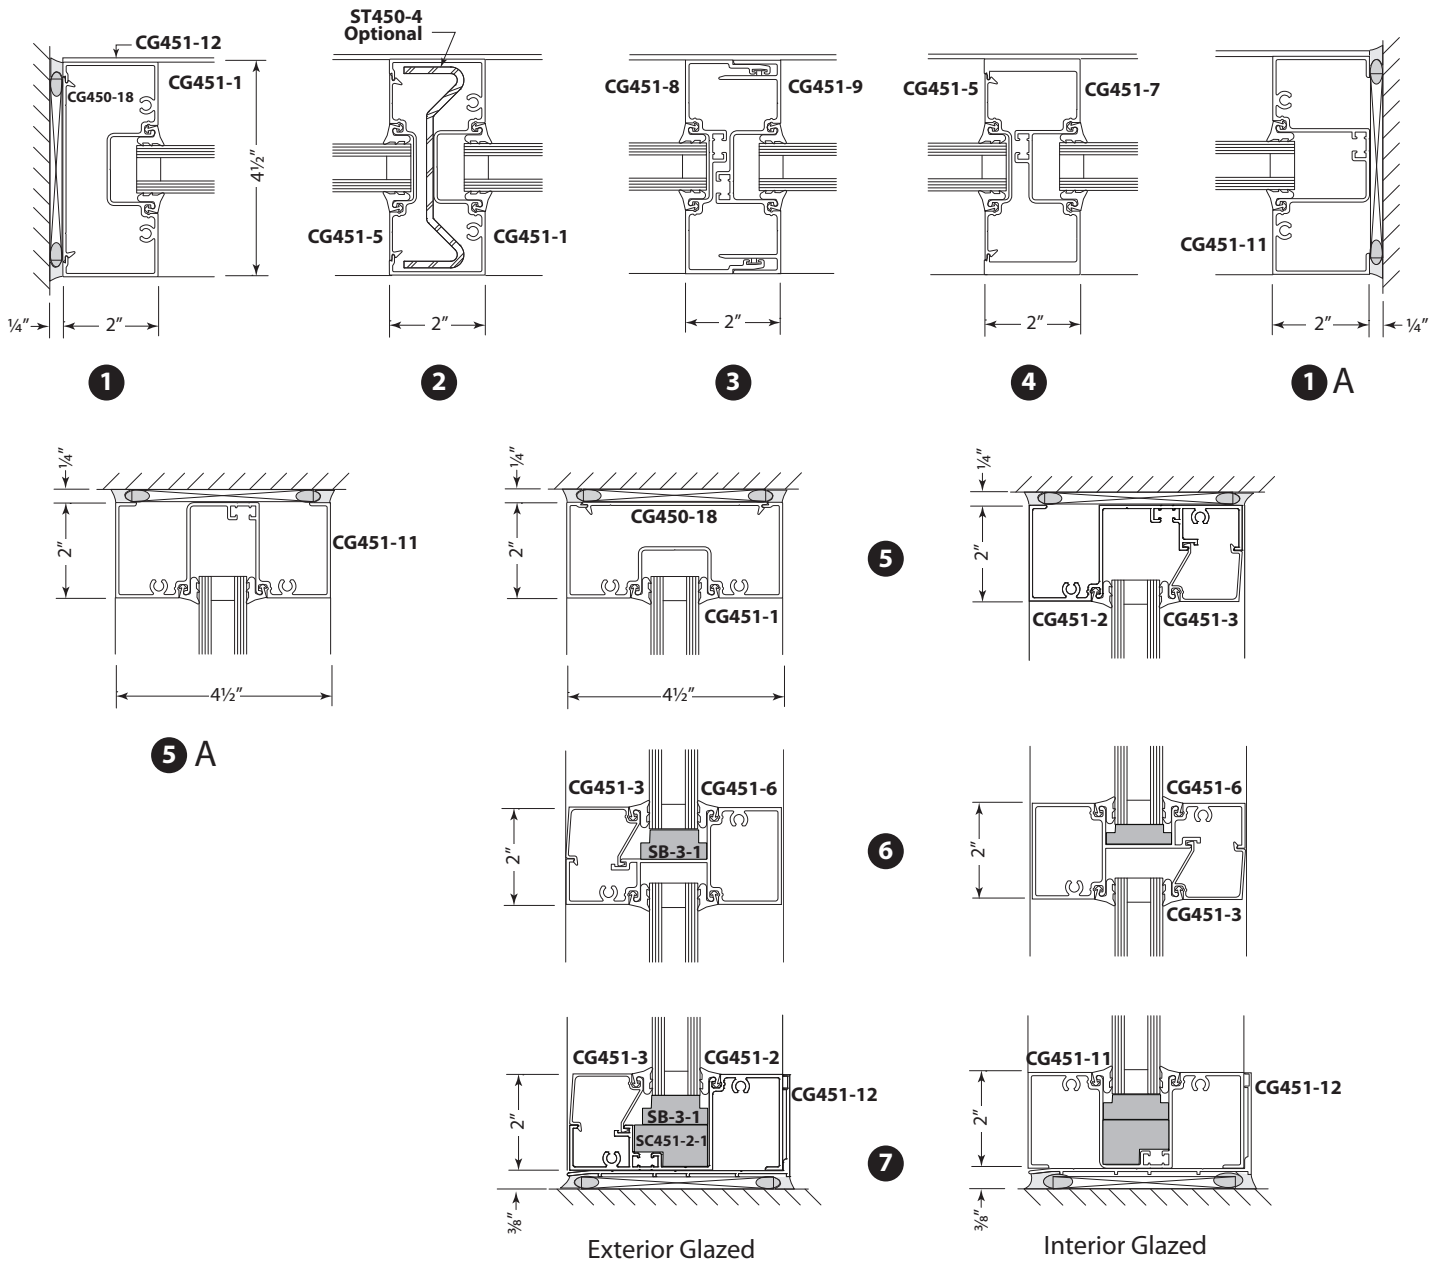 ST450-4
Optional
CG451-12
CG451-1
CG450-18
4½”
¼”
2”
1
CG451-5
CG451-1
2”
2
CG451-8
CG451-9
2”
3
CG451-5
CG451-7
2”
4
CG451-11
2”
¼”
1 A
¼”
2”
CG451-11
4½”
5 A
¼”
2”
CG450-18
CG451-1
4½”
5
¼”
2”
CG451-2
CG451-3
CG451-3
CG451-6
2”
SB-3-1
6
CG451-6
2”
CG451-3
CG451-3
CG451-2
CG451-12
2”
SB-3-1
SC451-2-1
⅜”
Exterior Glazed
7
CG451-11
CG451-12
2”
⅜”
Interior Glazed